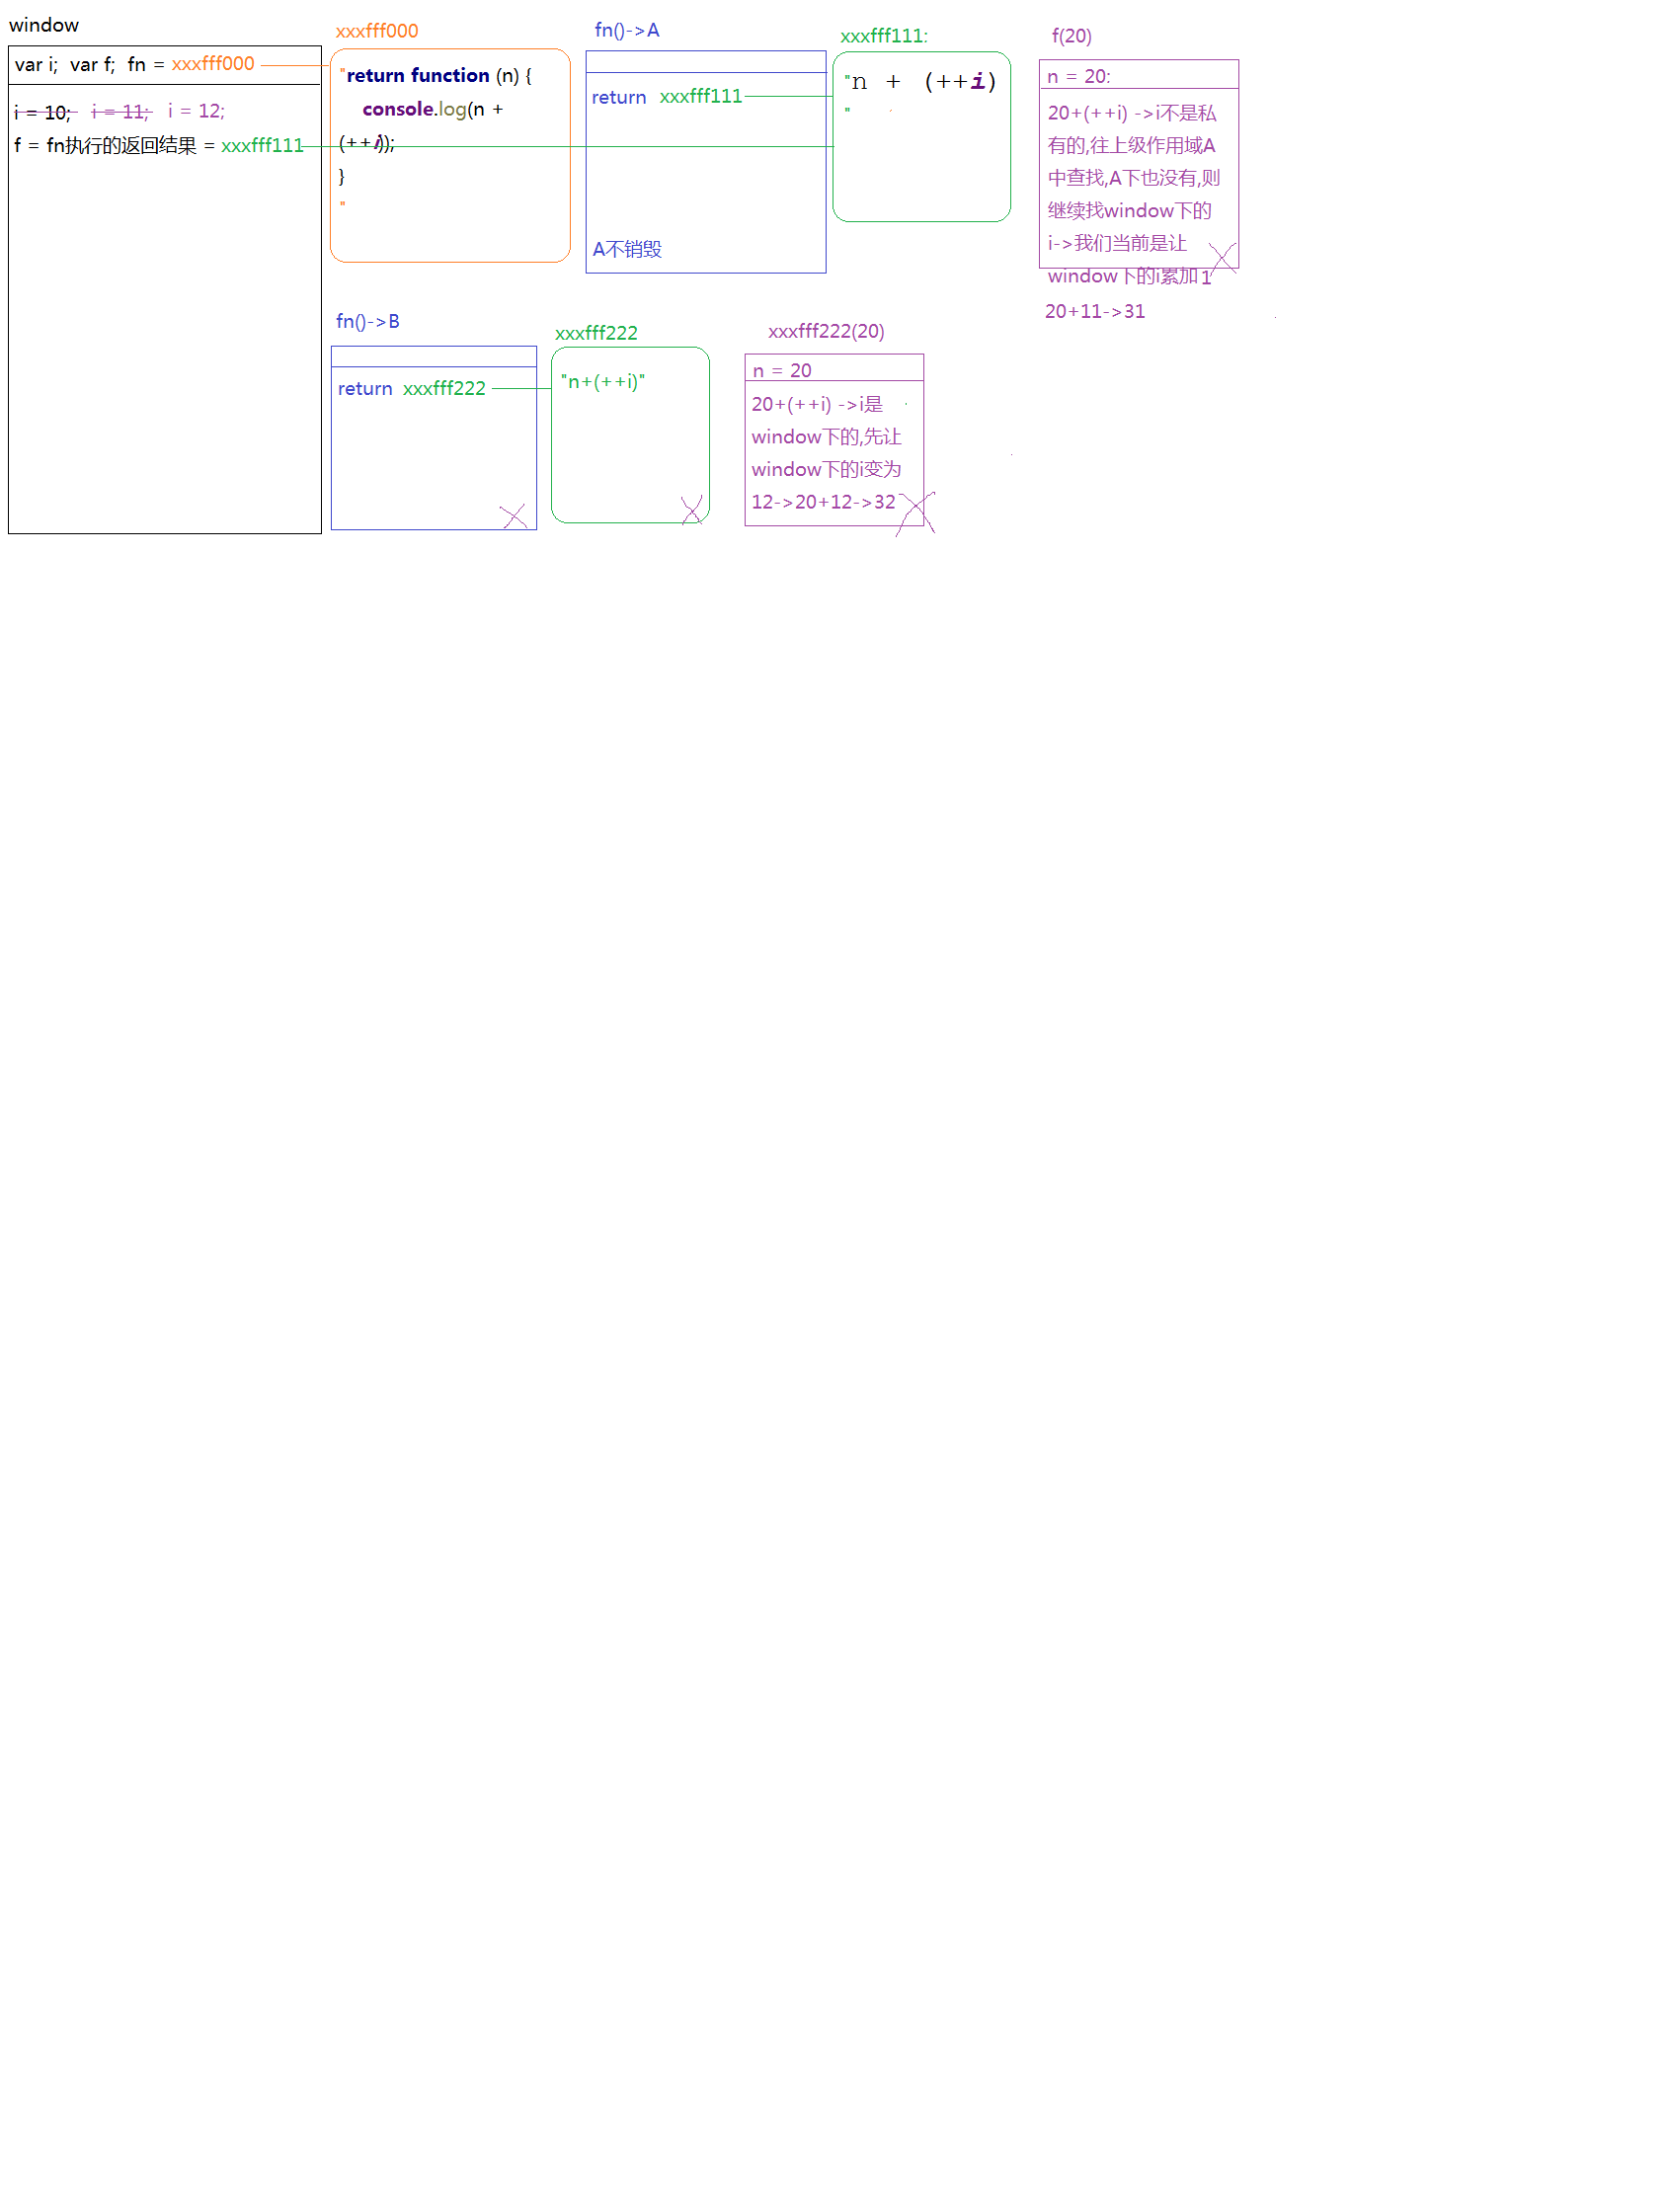 window
var i; var f; fn = xxxfff000
i = 10; i = 11; i = 12;
f = fn执行的返回结果 = xxxfff111
xxxfff000
"return function (n) {
console.log(n +
(++i));
}
"
fn()->A
return xxxfff111
A不销毁
xxxfff111:
"n + (++i)
"
f(20)
n = 20:
20+(++i) ->i不是私
有的,往上级作用域A
中查找,A下也没有,则
继续找window下的
i->我们当前是让
window下的i累加1
20+11->31
fn()->B
return xxxfff222
xxxfff222
"n+(++i)"
xxxfff222(20)
n = 20
20+(++i) ->i是
window下的,先让
window下的i变为
12->20+12->32